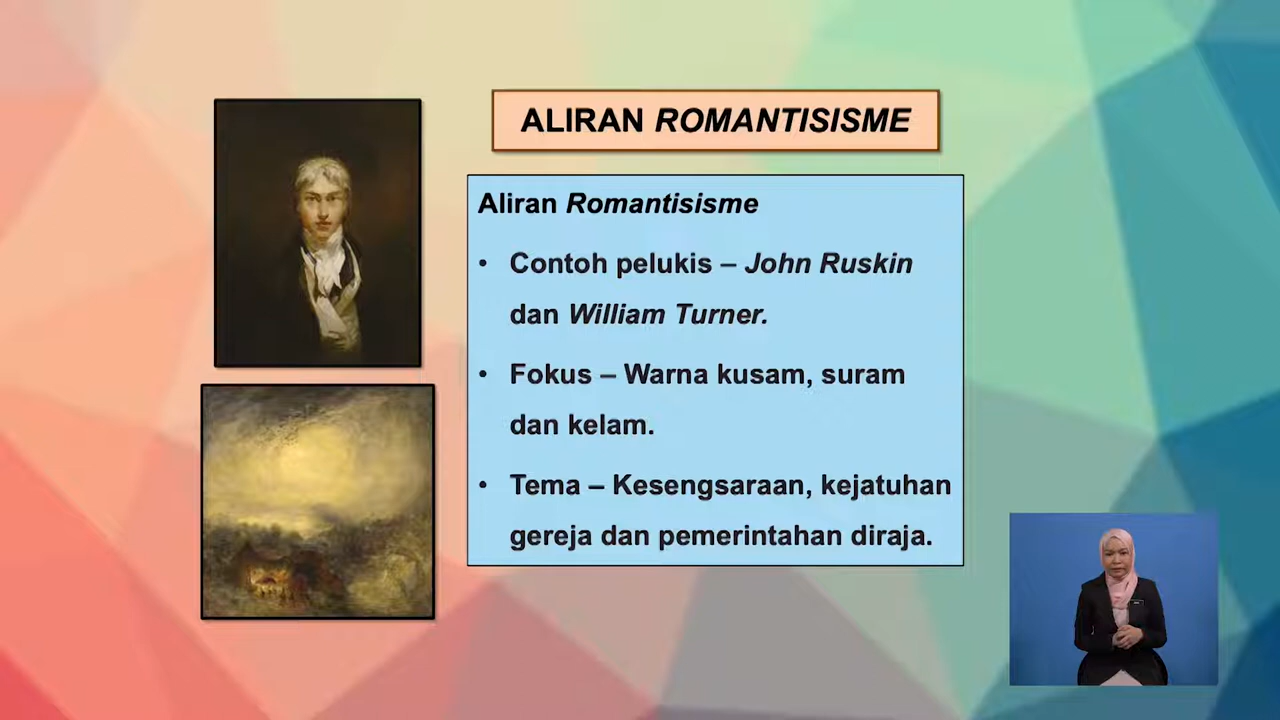 ALIRAN ROMANTISISME
Aliran Romantisisme
• Contoh pelukis – John Ruskin
dan William Turner.
• Fokus – Warna kusam, suram
dan kelam.
• Tema – Kesengsaraan, kejatuhan
gereja dan pemerintahan diraja.